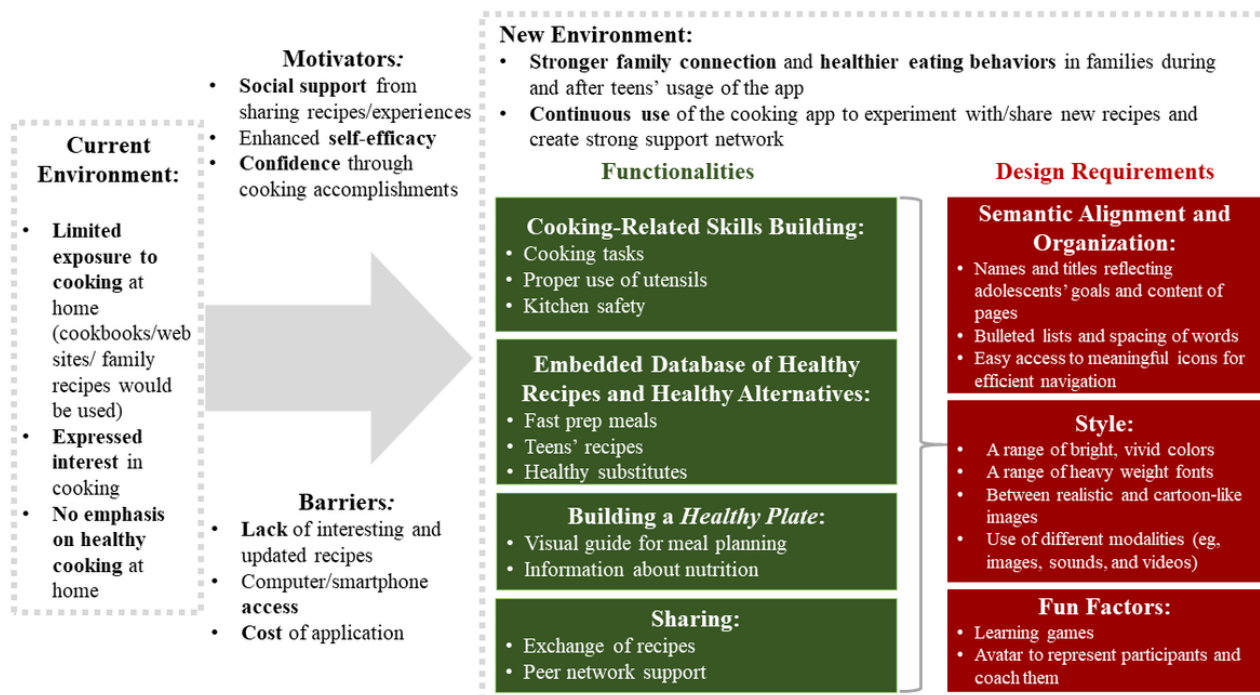 Current
Environment:
• Limited
exposure to
cooking at
home
(cookbooks/web
sites/ family
recipes would
be used)
• Expressed
interest in
cooking
• No emphasis
on healthy
cooking at
home
Motivators:
• Social support from
sharing recipes/experiences
• Enhanced self-efficacy
• Confidence through
cooking accomplishments
Barriers:
• Lack of interesting and
updated recipes
• Computer/smartphone
access
• Cost of application
New Environment:
• Stronger family connection and healthier eating behaviors in families during
and after teens' usage of the app
• Continuous use of the cooking app to experiment with/share new recipes and
create strong support network
Functionalities
Cooking-Related Skills Building:
• Cooking tasks
• Proper use of utensils
• Kitchen safety
Embedded Database of Healthy
Recipes and Healthy Alternatives:
• Fast prep meals
• Teens' recipes
• Healthy substitutes
Building a Healthy Plate:
• Visual guide for meal planning
• Information about nutrition
Sharing:
• Exchange of recipes
• Peer network support
Design Requirements
Semantic Alignment and
Organization:
• Names and titles reflecting
adolescents' goals and content of
pages
• Bulleted lists and spacing of words
• Easy access to meaningful icons for
efficient navigation
Style:
• A range of bright, vivid colors
• A range of heavy weight fonts
• Between realistic and cartoon-like
images
• Use of different modalities (eg,
images, sounds, and videos)
Fun Factors:
• Learning games
• Avatar to represent participants and
coach them